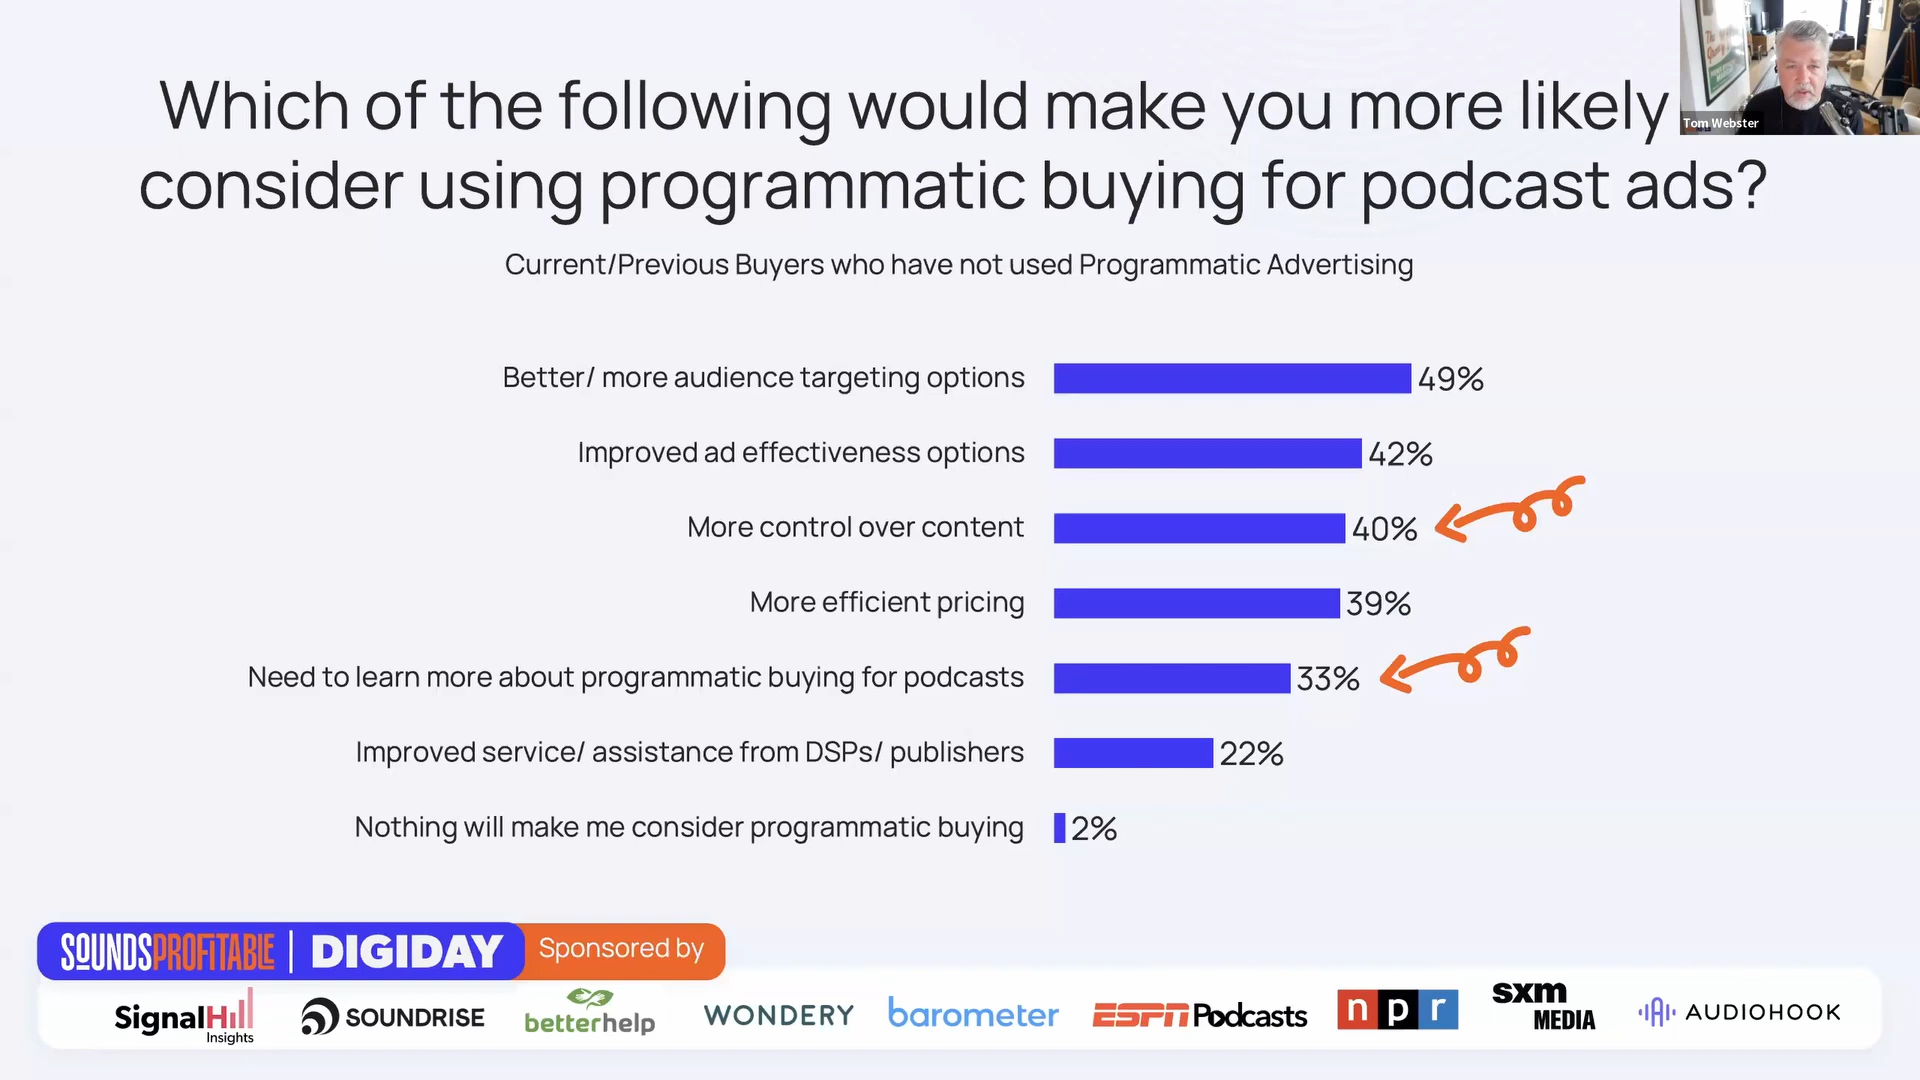 Which of the following would make you more likely
consider using programmatic buying for podcast ads?
Tom Webster
Current/Previous Buyers who have not used Programmatic Advertising
Better/ more audience targeting options 49%
Improved ad effectiveness options 42%
More control over content 40%
More efficient pricing 39%
Need to learn more about programmatic buying for podcasts 33%
Improved service/ assistance from DSPs/ publishers 22%
Nothing will make me consider programmatic buying 2%
SOUNDSPROFITABLE | DIGIDAY Sponsored by
SignalHill Insights
SOUNDRISE
betterhelp
WONDERY
barometer
ESPN Podcasts
npr
sxm MEDIA
AUDIOHOOK